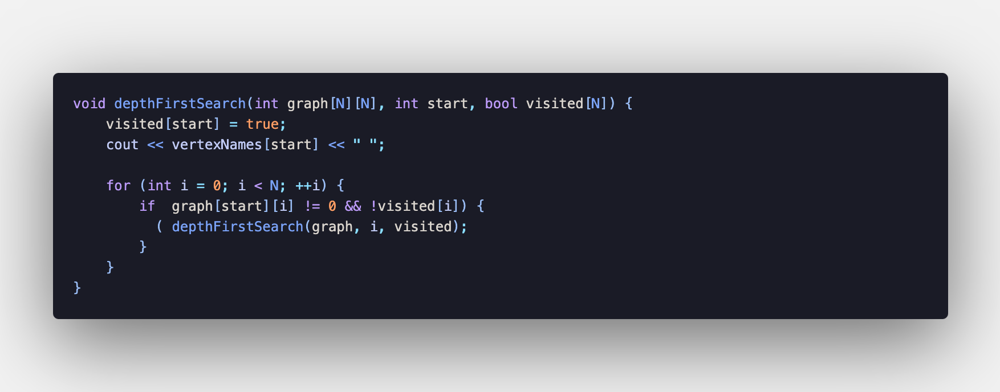 void depthFirstSearch(int graph[N][N], int start, bool visited[N]) {
    visited[start] = true;
    cout << vertexNames[start] << " ";

    for (int i = 0; i < N; ++i) {
        if  graph[start][i] != 0 && !visited[i]) {
          ( depthFirstSearch(graph, i, visited);
        }
    }
}